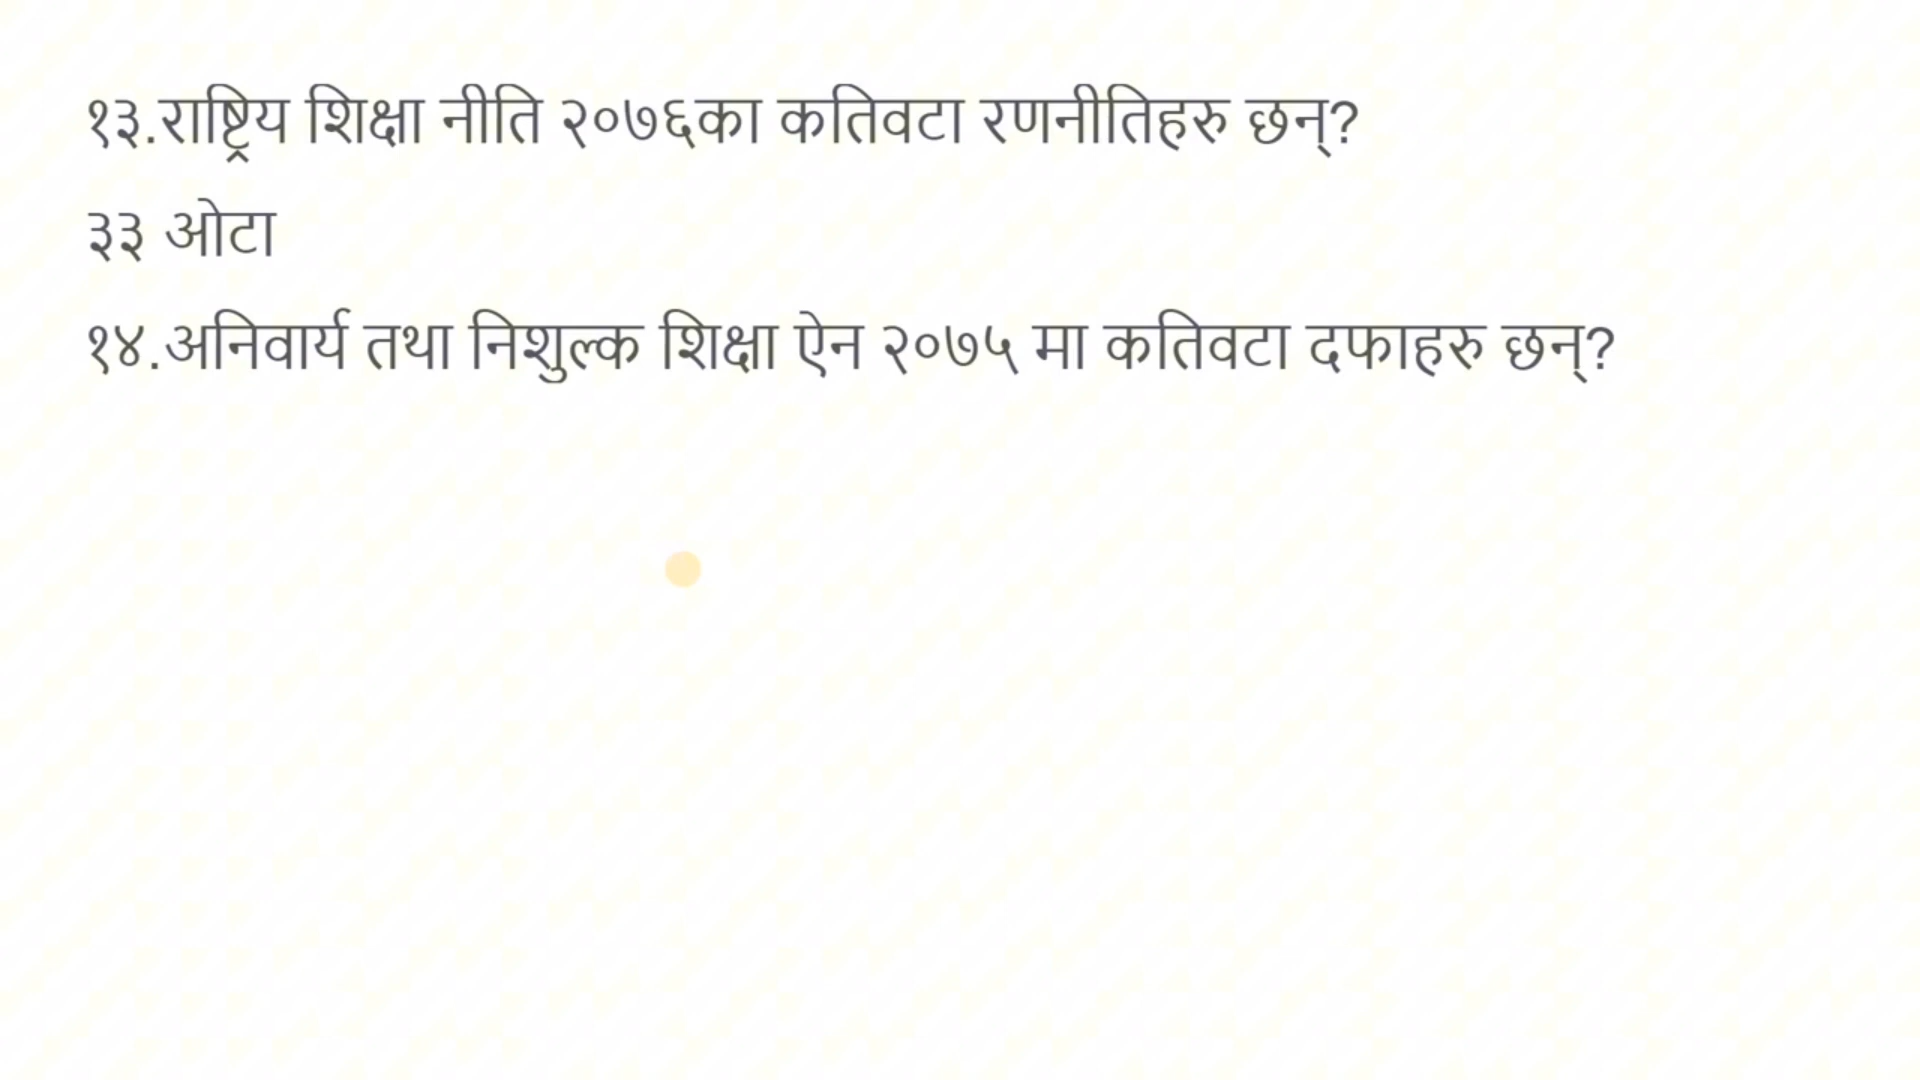 १३.राष्ट्रिय शिक्षा नीति २०७६का कतिवटा रणनीतिहरु छन्?
३३ ओटा
१४.अनिवार्य तथा निशुल्क शिक्षा ऐन २०७५ मा कतिवटा दफाहरु छन्?